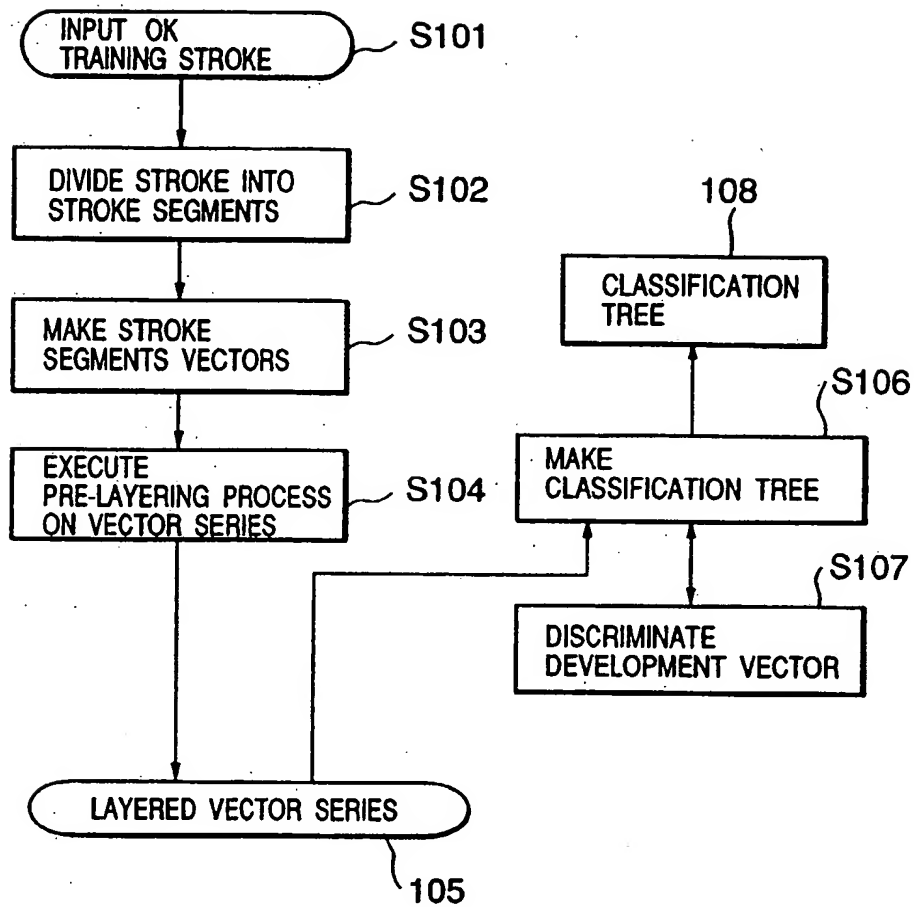 INPUT OK
TRAINING STROKE
S101
DIVIDE STROKE INTO
STROKE SEGMENTS
S102
MAKE STROKE
SEGMENTS VECTORS
S103
EXECUTE
PRE-LAYERING PROCESS
ON VECTOR SERIES
S104
LAYERED VECTOR SERIES
105
108
CLASSIFICATION
TREE
S106
MAKE
CLASSIFICATION TREE
S107
DISCRIMINATE
DEVELOPMENT VECTOR